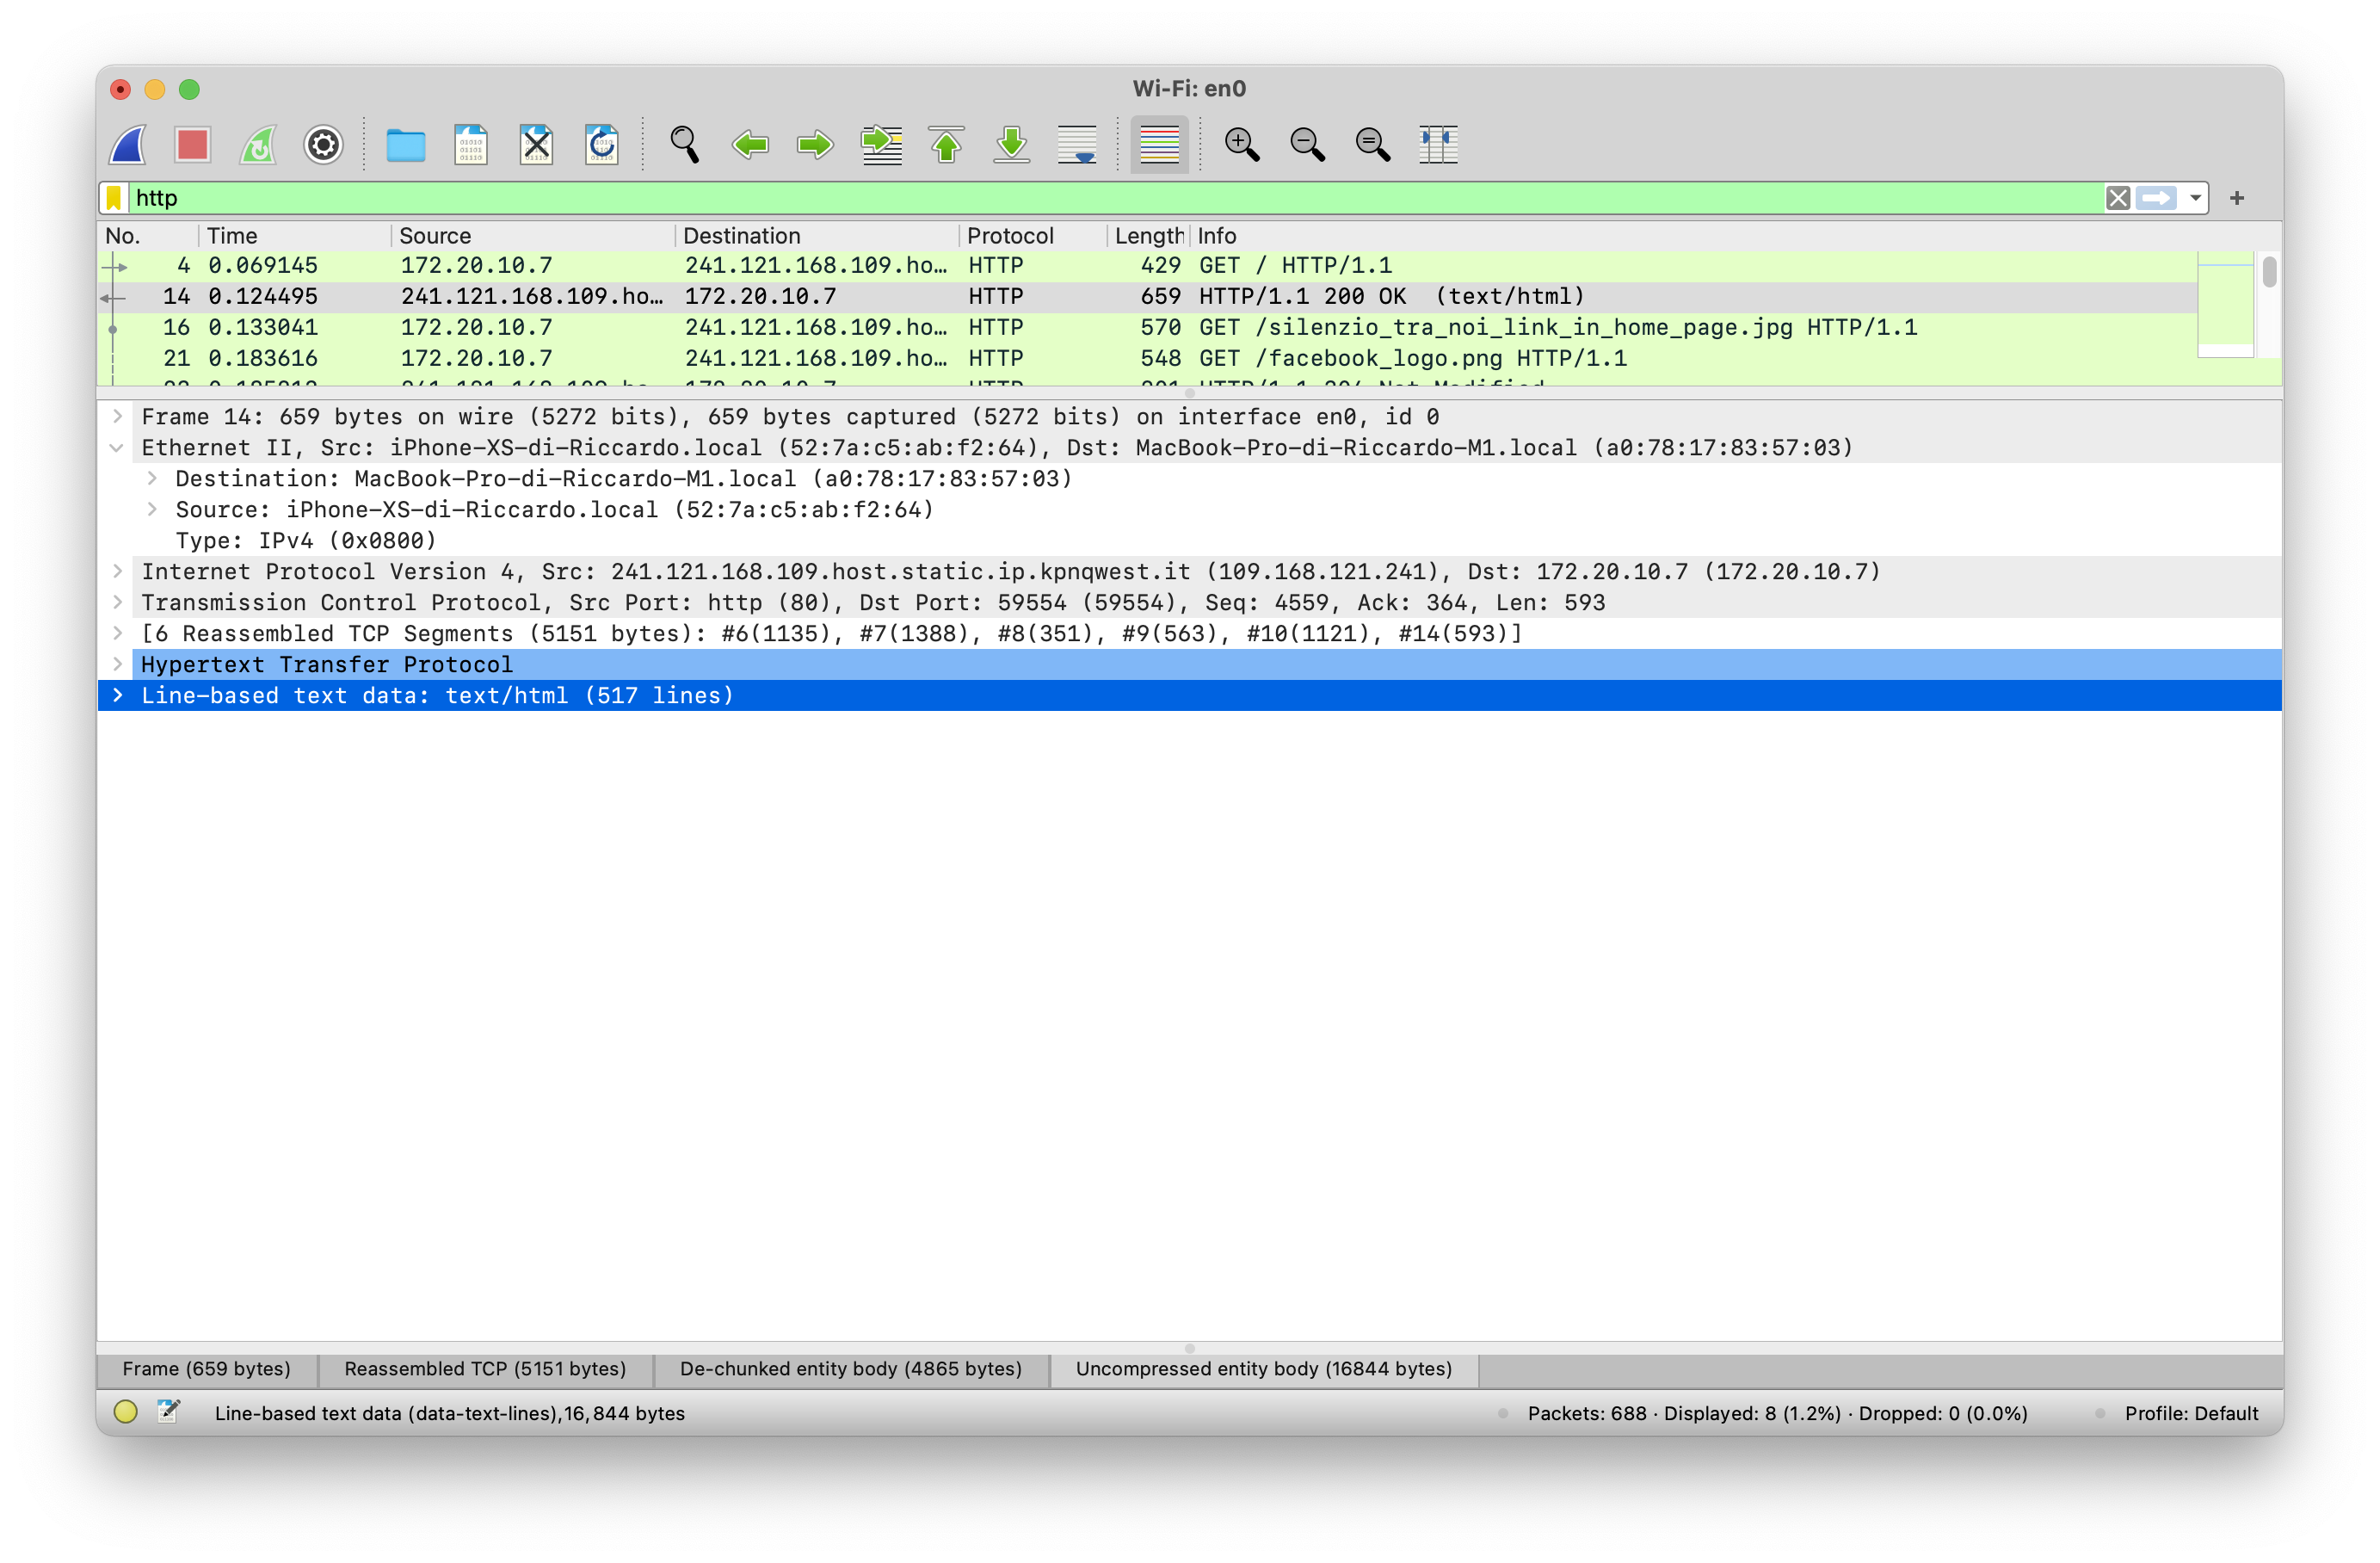 Wi-Fi: en0
http
No. Time Source Destination Protocol Length Info
4 0.069145 172.20.10.7 241.121.168.109.ho… HTTP 429 GET / HTTP/1.1
14 0.124495 241.121.168.109.ho… 172.20.10.7 HTTP 659 HTTP/1.1 200 OK (text/html)
16 0.133041 172.20.10.7 241.121.168.109.ho… HTTP 570 GET /silenzio_tra_noi_link_in_home_page.jpg HTTP/1.1
21 0.183616 172.20.10.7 241.121.168.109.ho… HTTP 548 GET /facebook_logo.png HTTP/1.1
Frame 14: 659 bytes on wire (5272 bits), 659 bytes captured (5272 bits) on interface en0, id 0
Ethernet II, Src: iPhone-XS-di-Riccardo.local (52:7a:c5:ab:f2:64), Dst: MacBook-Pro-di-Riccardo-M1.local (a0:78:17:83:57:03)
Destination: MacBook-Pro-di-Riccardo-M1.local (a0:78:17:83:57:03)
Source: iPhone-XS-di-Riccardo.local (52:7a:c5:ab:f2:64)
Type: IPv4 (0x0800)
Internet Protocol Version 4, Src: 241.121.168.109.host.static.ip.kpnqwest.it (109.168.121.241), Dst: 172.20.10.7 (172.20.10.7)
Transmission Control Protocol, Src Port: http (80), Dst Port: 59554 (59554), Seq: 4559, Ack: 364, Len: 593
[6 Reassembled TCP Segments (5151 bytes): #6(1135), #7(1388), #8(351), #9(563), #10(1121), #14(593)]
Hypertext Transfer Protocol
Line-based text data: text/html (517 lines)
Frame (659 bytes) Reassembled TCP (5151 bytes) De-chunked entity body (4865 bytes) Uncompressed entity body (16844 bytes)
Line-based text data (data-text-lines),16,844 bytes Packets: 688 · Displayed: 8 (1.2%) · Dropped: 0 (0.0%) Profile: Default